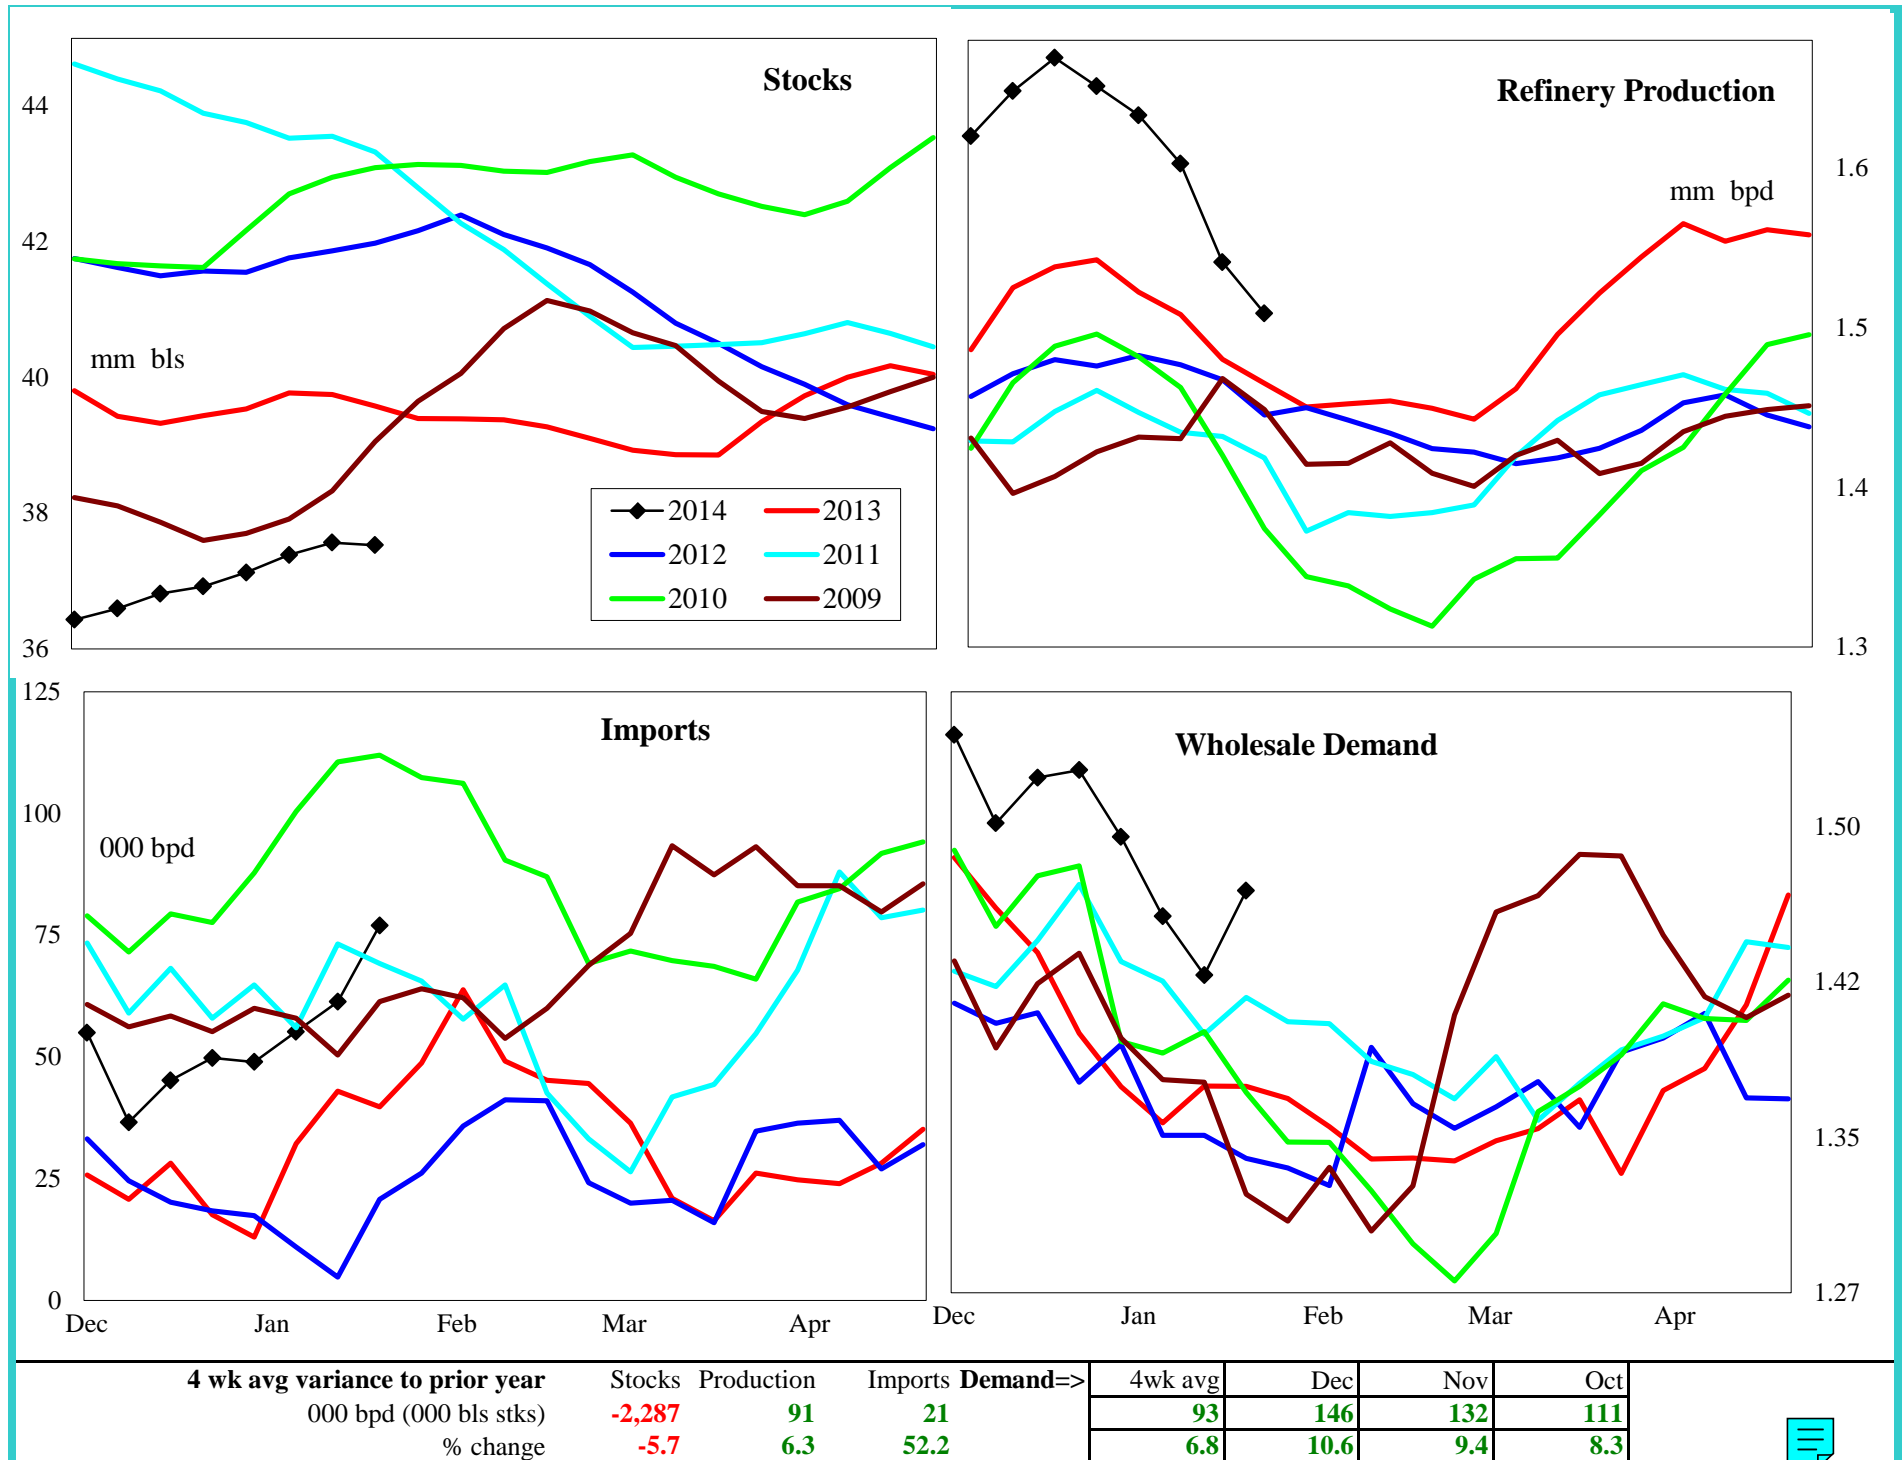 Stocks
44
42
40
38
36
mm bls
2014 2013
2012 2011
2010 2009
Refinery Production
mm bpd
1.6
1.5
1.4
1.3
Imports
125
100
75
50
25
0
000 bpd
Dec Jan Feb Mar Apr
Wholesale Demand
1.50
1.42
1.35
1.27
Dec Jan Feb Mar Apr
4 wk avg variance to prior year Stocks Production Imports Demand=> 4wk avg Dec Nov Oct
000 bpd (000 bls stks) -2,287 91 21 93 146 132 111
% change -5.7 6.3 52.2 6.8 10.6 9.4 8.3